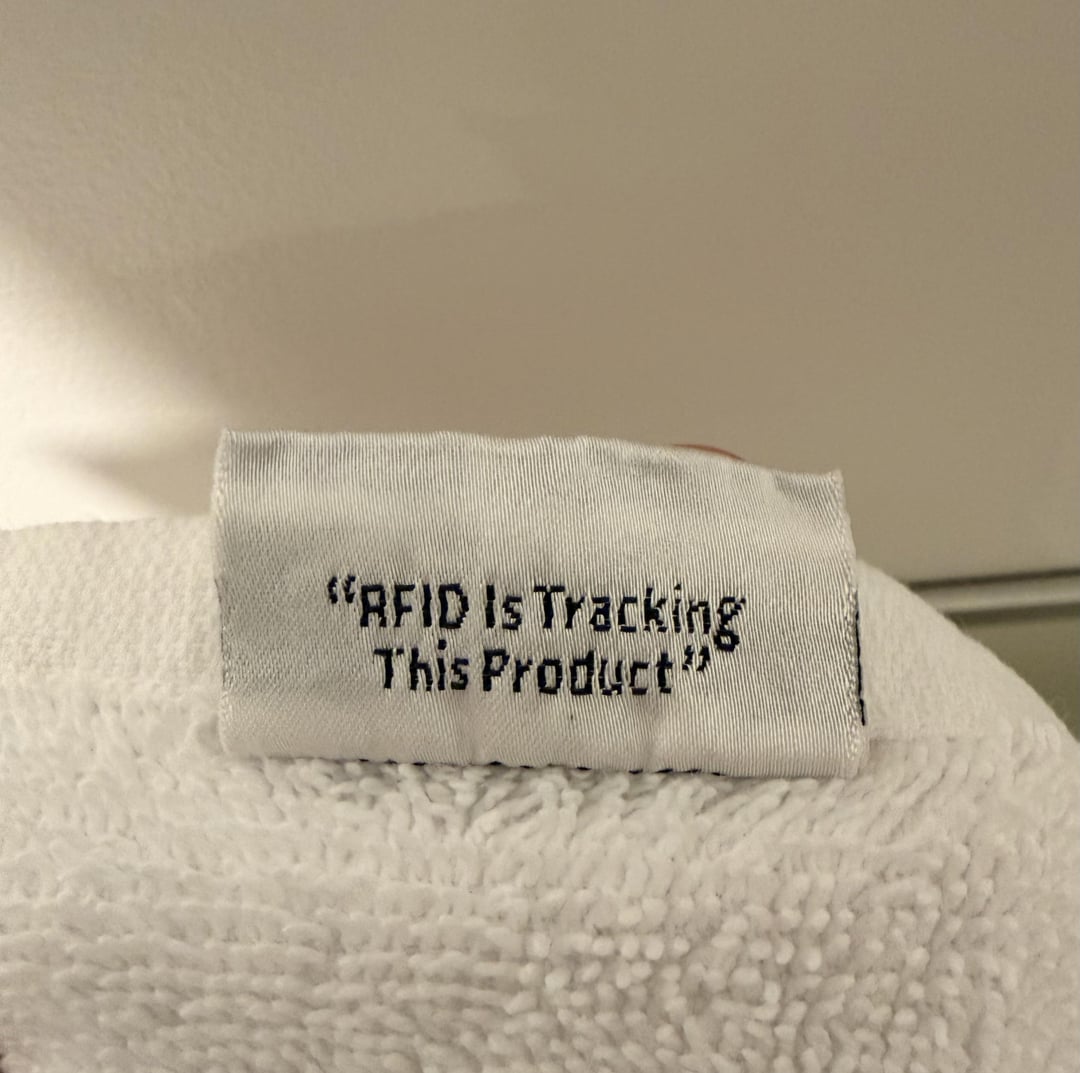 “RFID Is Tracking
This Product”